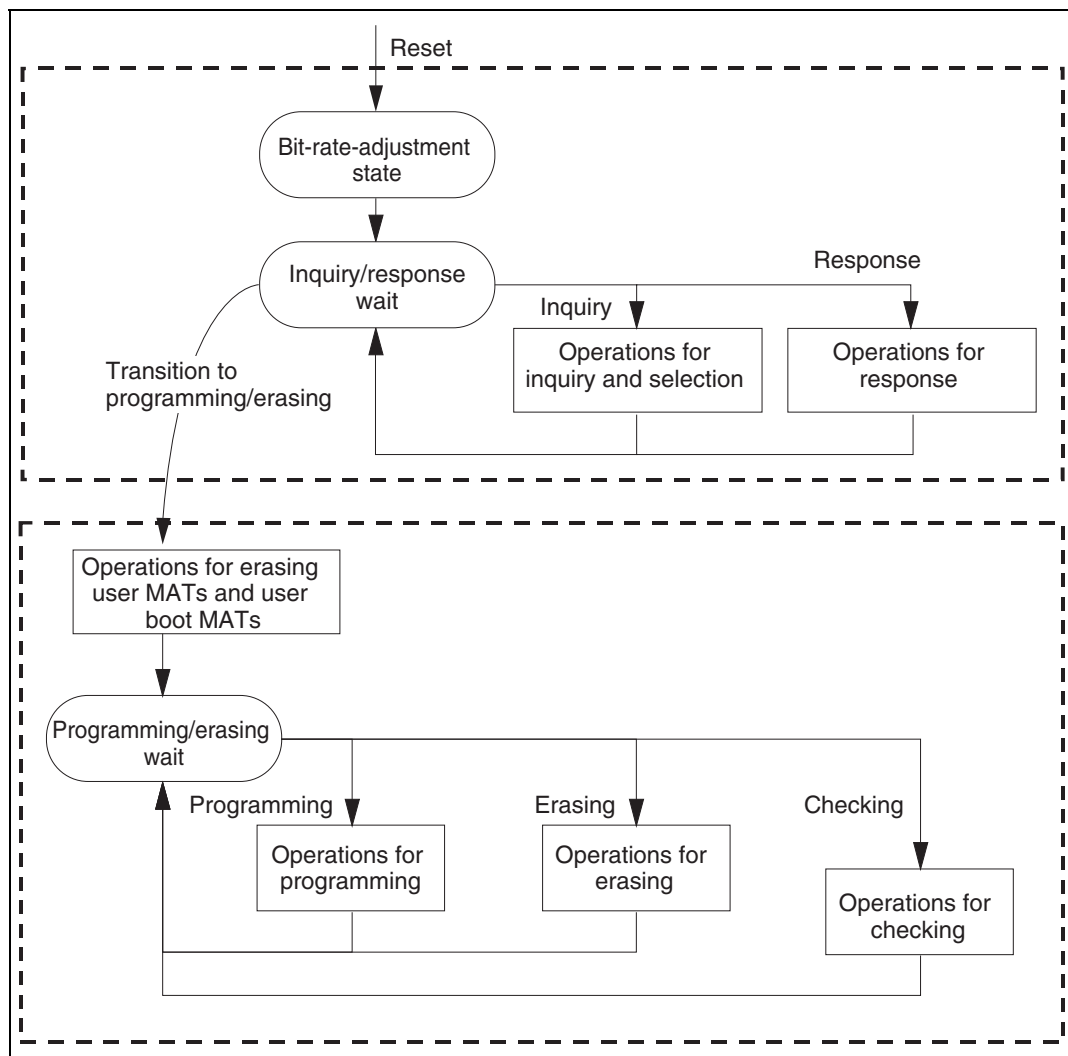 Reset
Bit-rate-adjustment
state
Inquiry/response
wait
Response
Inquiry
Operations for
inquiry and selection
Operations for
response
Transition to
programming/erasing
Operations for erasing
user MATs and user
boot MATs
Programming/erasing
wait
Programming
Erasing
Checking
Operations for
programming
Operations for
erasing
Operations for
checking